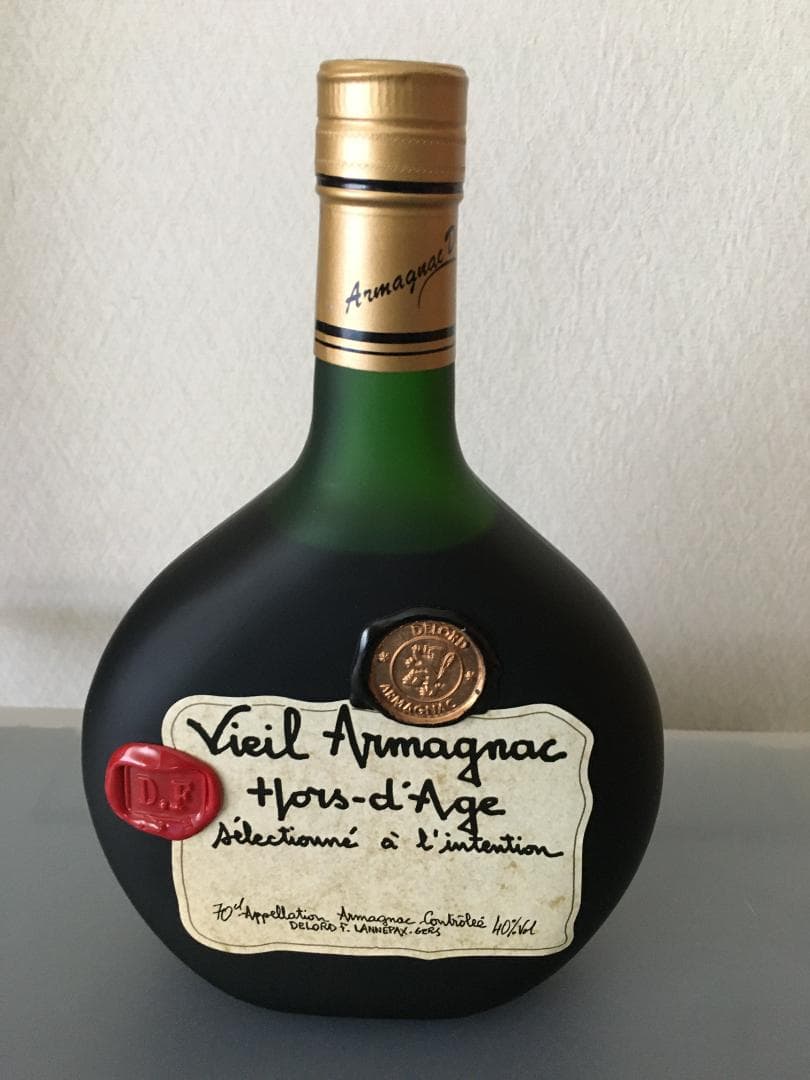 Armagnac D
DELORD
ARMAGNAC
Vieil Armagnac
Hors-d'Age
sélectionné à l'intention
D.F
70cl Appellation Armagnac Contrôlée 40%Vol
DELORD F. LANNEPAX-GERS